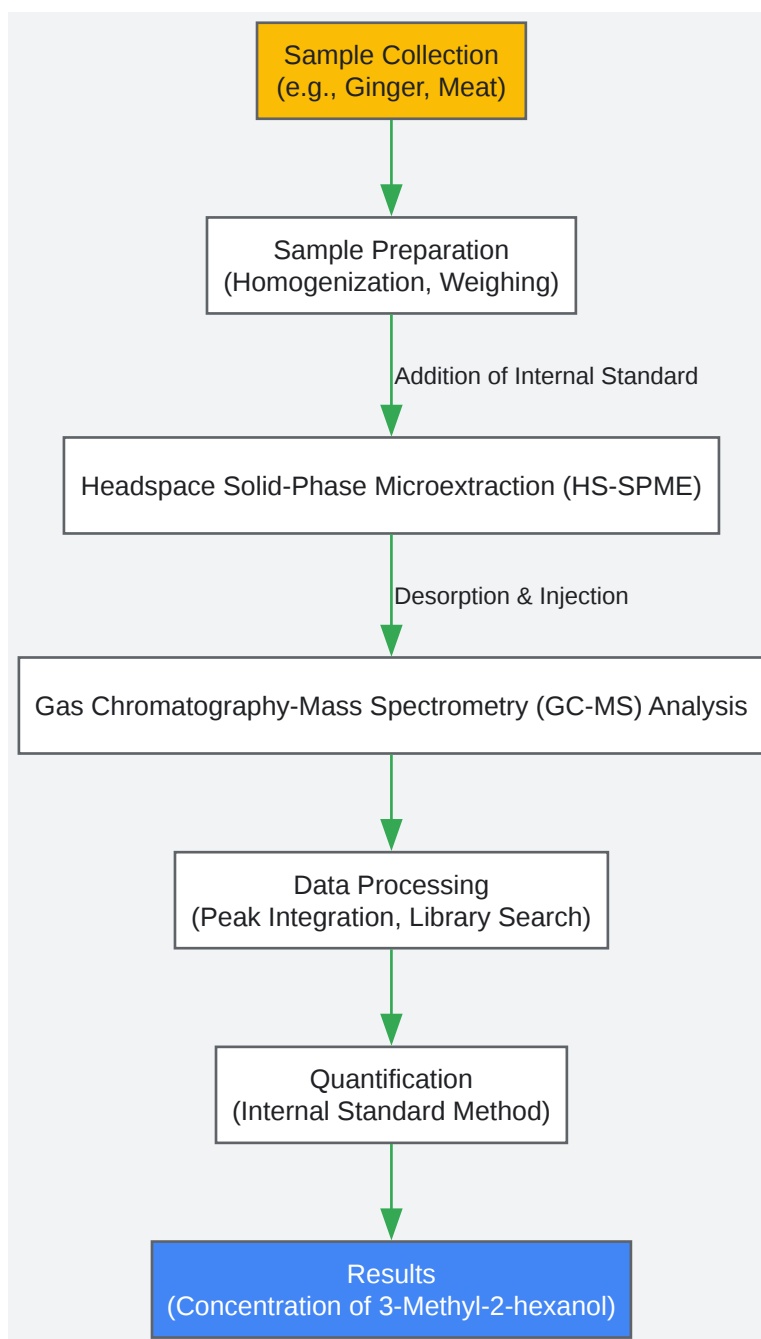 Sample Collection
(e.g., Ginger, Meat)
Sample Preparation
(Homogenization, Weighing)
Addition of Internal Standard
Headspace Solid-Phase Microextraction (HS-SPME)
Desorption & Injection
Gas Chromatography-Mass Spectrometry (GC-MS) Analysis
Data Processing
(Peak Integration, Library Search)
Quantification
(Internal Standard Method)
Results
(Concentration of 3-Methyl-2-hexanol)